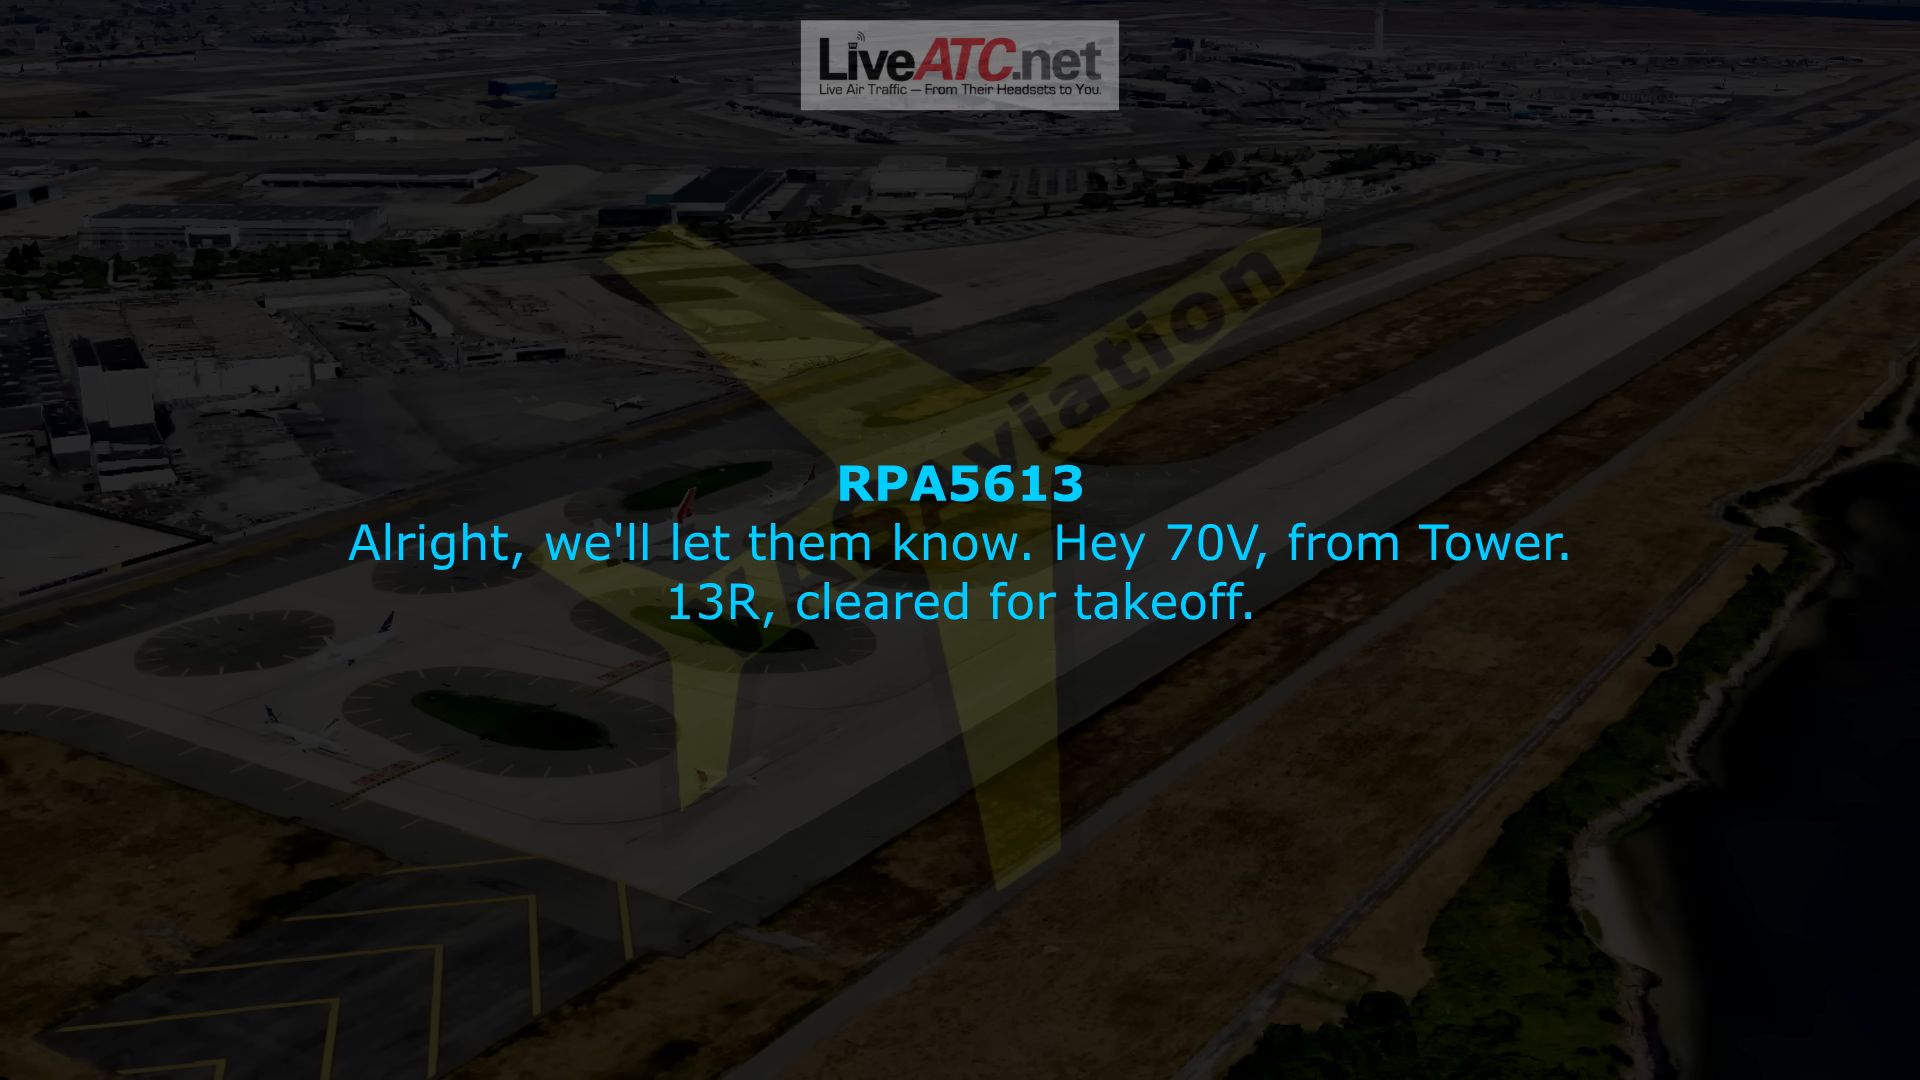 LiveATC.net
Live Air Traffic — From Their Headsets to You.
VASAviation
RPA5613
Alright, we'll let them know. Hey 70V, from Tower.
13R, cleared for takeoff.